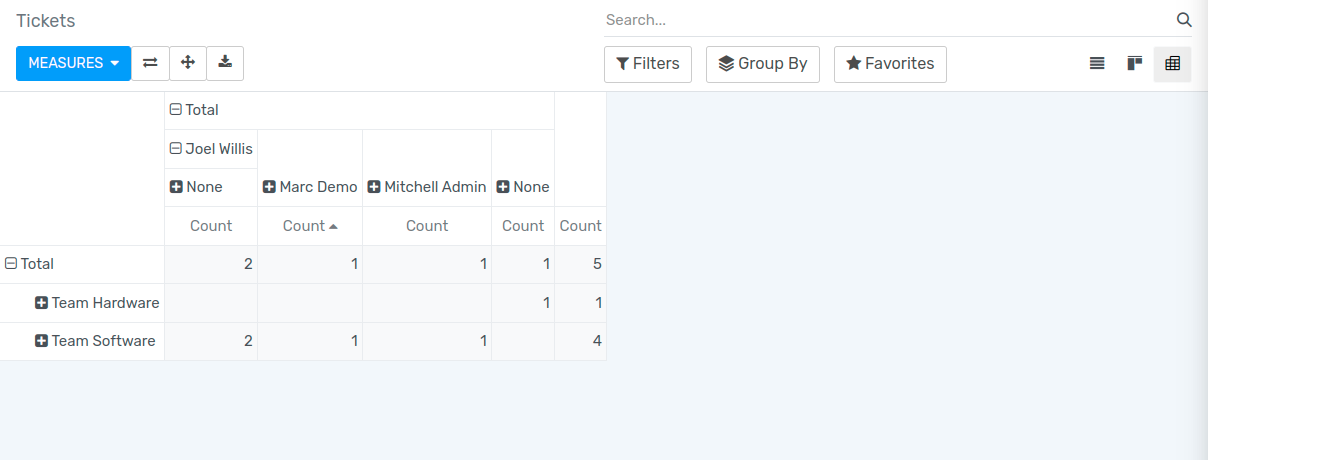 Tickets
Search...
MEASURES
Filters
Group By
Favorites
Total
Joel Willis
None Marc Demo Mitchell Admin None
Count Count Count Count Count
Total 2 1 1 1 5
Team Hardware 1 1
Team Software 2 1 1 4